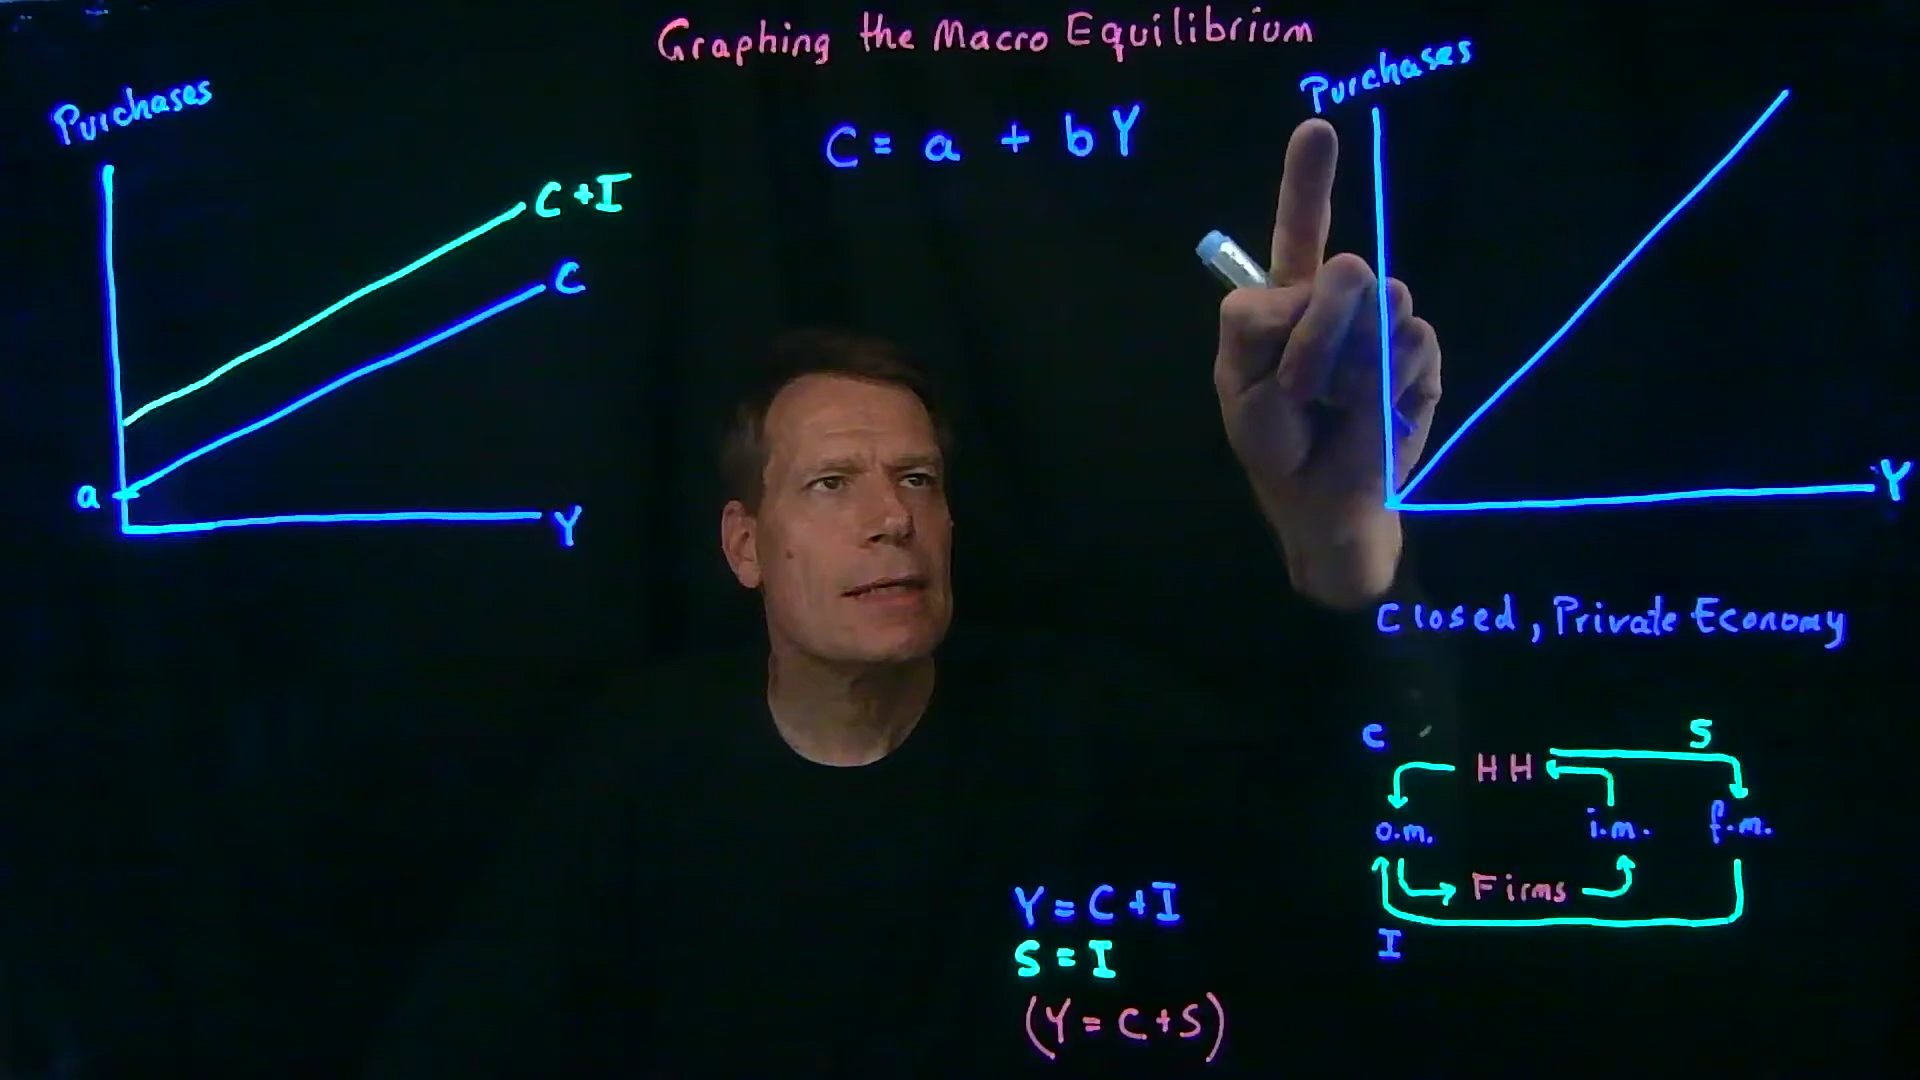 Graphing the Macro Equilibrium
Purchases
C+I
C
a
Y
C = a + bY
Purchases
Y
Closed, Private Economy
C
S
HH
o.m.
i.m.
f.m.
Firms
I
Y = C + I
S = I
(Y = C + S)